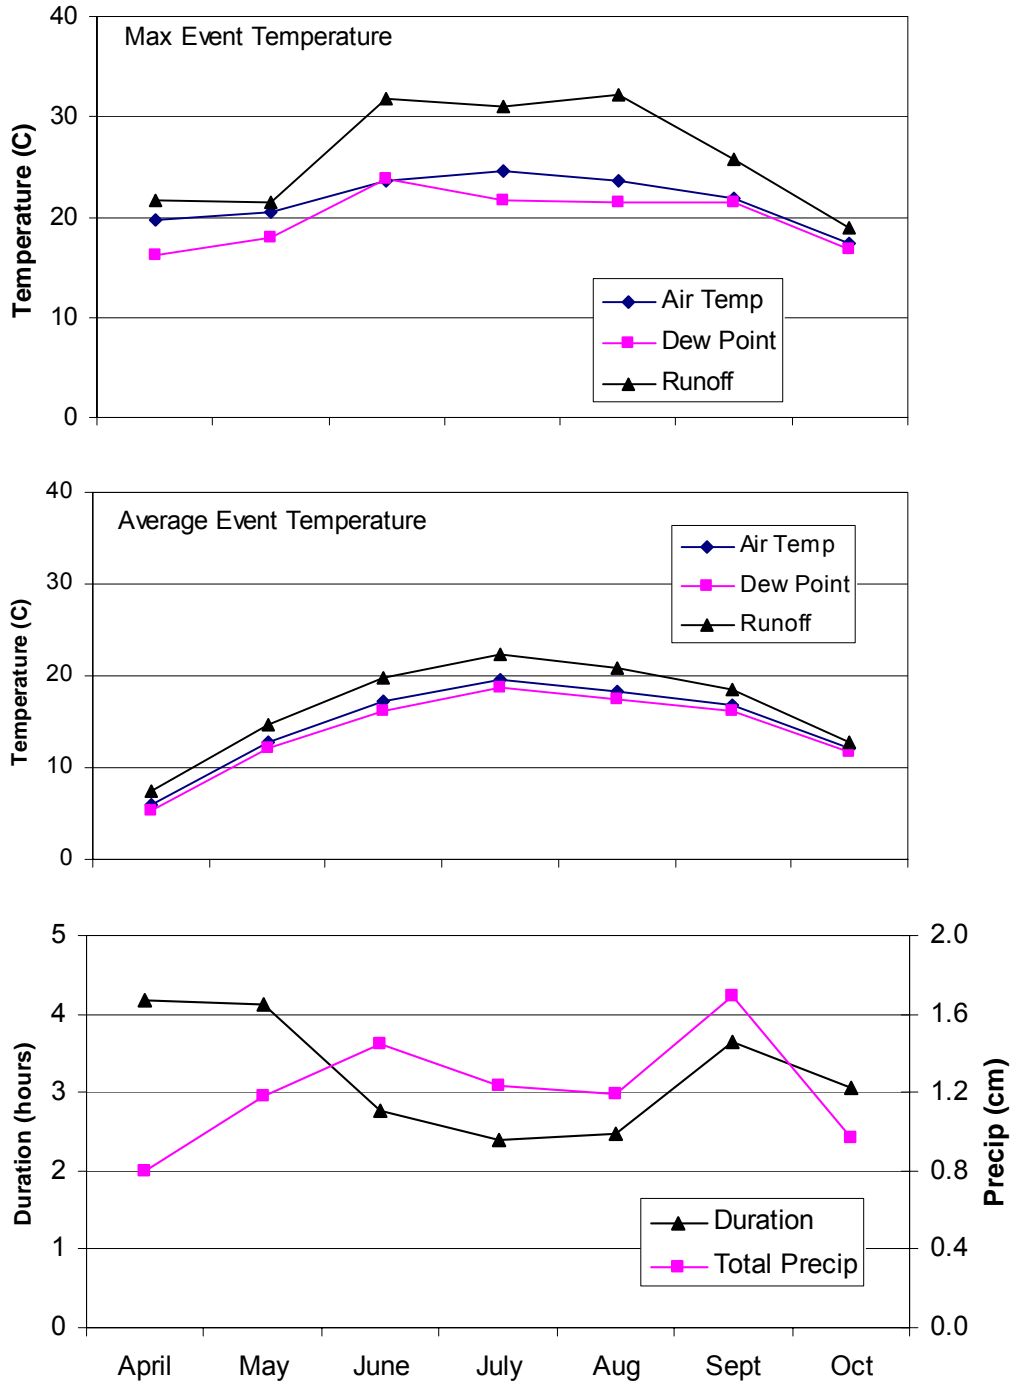 40
Max Event Temperature
30
20
10
0
Temperature (C)
Air Temp
Dew Point
Runoff
40
Average Event Temperature
30
20
10
0
Temperature (C)
Air Temp
Dew Point
Runoff
5
4
3
2
1
0
Duration (hours)
2.0
1.6
1.2
0.8
0.4
0.0
Precip (cm)
Duration
Total Precip
April May June July Aug Sept Oct